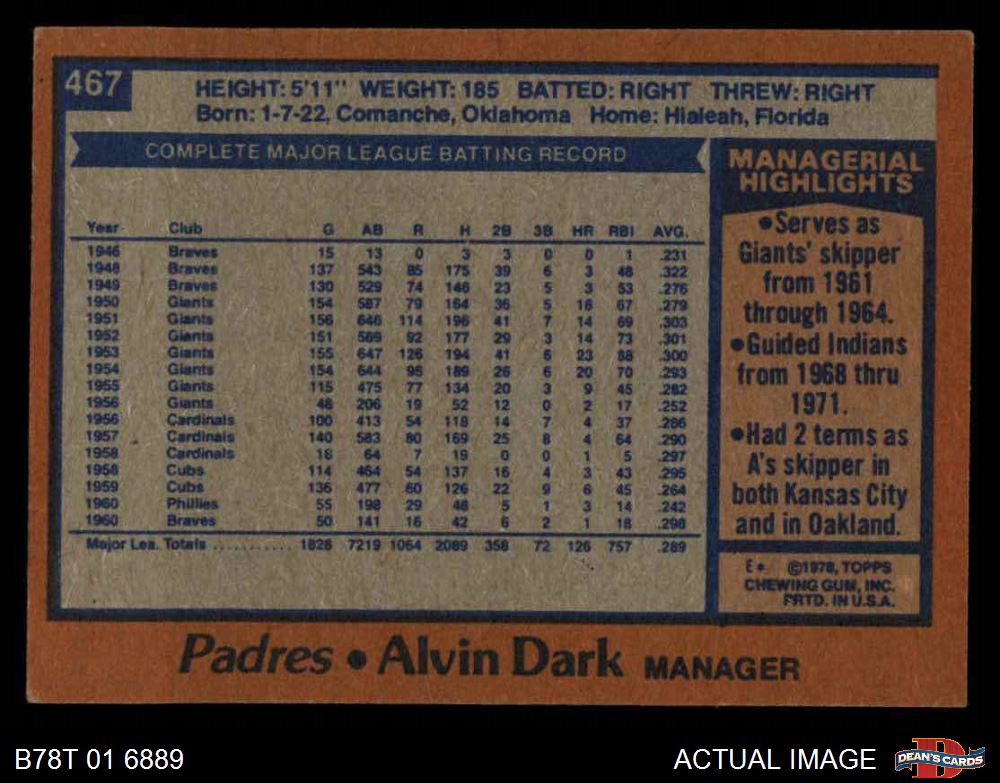 467
HEIGHT: 5'11" WEIGHT: 185 BATTED: RIGHT THREW: RIGHT
Born: 1-7-22, Comanche, Oklahoma Home: Hialeah, Florida
COMPLETE MAJOR LEAGUE BATTING RECORD
Year Club G AB R H 2B 3B HR RBI AVG.
1946 Braves 15 13 0 3 3 0 0 1 .231
1948 Braves 137 543 85 175 39 6 3 48 .322
1949 Braves 130 529 74 146 23 5 3 53 .276
1950 Giants 154 587 79 164 36 5 16 67 .279
1951 Giants 156 646 114 196 41 7 14 69 .303
1952 Giants 151 589 92 177 29 3 14 73 .301
1953 Giants 155 647 126 194 41 6 23 88 .300
1954 Giants 154 644 98 189 26 6 20 70 .293
1955 Giants 115 475 77 134 20 3 9 45 .282
1956 Giants 48 206 19 52 12 0 2 17 .252
1956 Cardinals 100 413 54 118 14 7 4 37 .286
1957 Cardinals 140 583 80 169 25 8 4 64 .290
1958 Cardinals 18 64 7 19 0 0 1 5 .297
1958 Cubs 114 464 54 137 16 4 3 43 .295
1959 Cubs 136 477 60 126 22 9 6 45 .264
1960 Phillies 55 198 29 48 5 1 3 14 .242
1960 Braves 50 141 16 42 6 2 1 18 .298
Major Lea. Totals ........... 1828 7219 1064 2089 358 72 126 757 .289
MANAGERIAL
HIGHLIGHTS
•Serves as
Giants' skipper
from 1961
through 1964.
•Guided Indians
from 1968 thru
1971.
•Had 2 terms as
A's skipper in
both Kansas City
and in Oakland.
E* ©1978, TOPPS
CHEWING GUM, INC.
PRTD. IN U.S.A.
Padres • Alvin Dark MANAGER
B78T 01 6889
ACTUAL IMAGE
DEAN'S CARDS